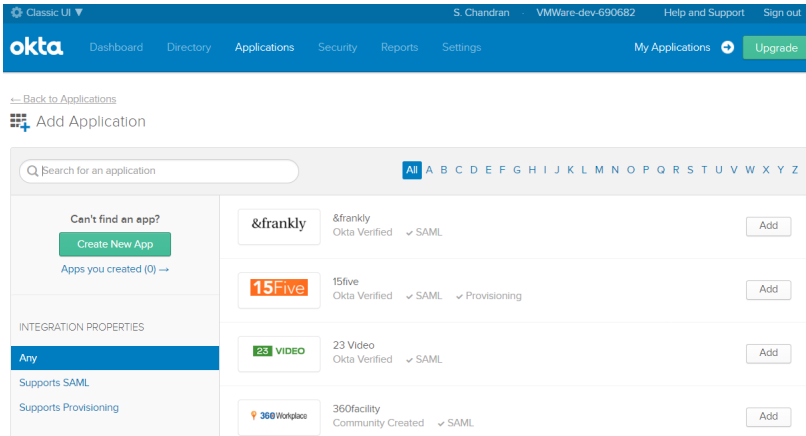 Classic UI ▼ S. Chandran · VMWare-dev-690682 Help and Support Sign out
okta Dashboard Directory Applications Security Reports Settings My Applications Upgrade
← Back to Applications
Add Application
Search for an application All A B C D E F G H I J K L M N O P Q R S T U V W X Y Z
Can't find an app?
Create New App
Apps you created (0) →
INTEGRATION PROPERTIES
Any
Supports SAML
Supports Provisioning
&frankly &frankly Add
Okta Verified ✓ SAML
15Five 15five Add
Okta Verified ✓ SAML ✓ Provisioning
23 VIDEO 23 Video Add
Okta Verified ✓ SAML
360 Workplace 360facility Add
Community Created ✓ SAML